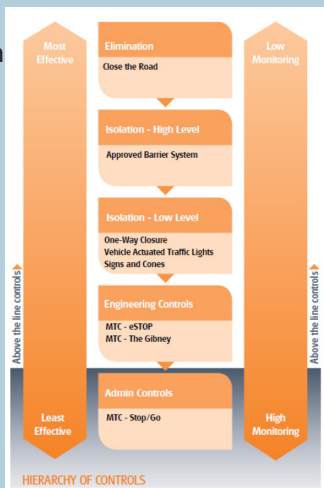 Most
Effective
Elimination
Close the Road
Low
Monitoring
Isolation - High Level
Approved Barrier System
Isolation - Low Level
One-Way Closure
Vehicle Actuated Traffic Lights
Signs and Cones
Above the line controls
Above the line controls
Engineering Controls
MTC - eSTOP
MTC - The Gibney
Admin Controls
MTC - Stop/Go
Least
Effective
High
Monitoring
HIERARCHY OF CONTROLS